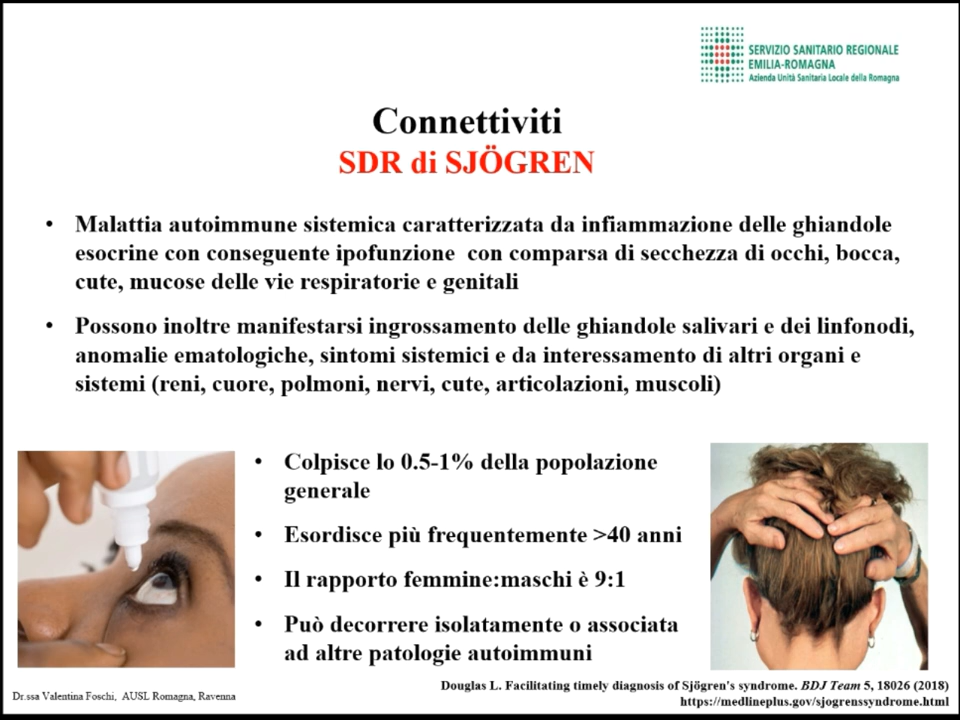 SERVIZIO SANITARIO REGIONALE
EMILIA-ROMAGNA
Azienda Unità Sanitaria Locale della Romagna
Connettiviti
SDR di SJÖGREN
• Malattia autoimmune sistemica caratterizzata da infiammazione delle ghiandole
esocrine con conseguente ipofunzione con comparsa di secchezza di occhi, bocca,
cute, mucose delle vie respiratorie e genitali
• Possono inoltre manifestarsi ingrossamento delle ghiandole salivari e dei linfonodi,
anomalie ematologiche, sintomi sistemici e da interessamento di altri organi e
sistemi (reni, cuore, polmoni, nervi, cute, articolazioni, muscoli)
• Colpisce lo 0.5-1% della popolazione
generale
• Esordisce più frequentemente >40 anni
• Il rapporto femmine:maschi è 9:1
• Può decorrere isolatamente o associata
ad altre patologie autoimmuni
Dr.ssa Valentina Foschi, AUSL Romagna, Ravenna
Douglas L. Facilitating timely diagnosis of Sjögren's syndrome. BDJ Team 5, 18026 (2018)
https://medlineplus.gov/sjogrenssyndrome.html